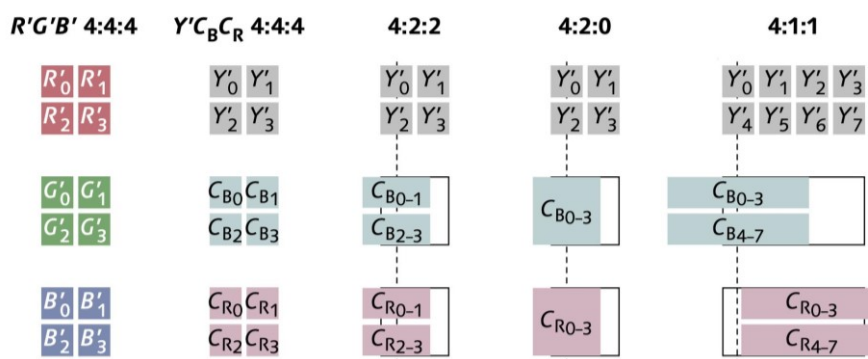 R'G'B' 4:4:4 Y'CBCR 4:4:4 4:2:2 4:2:0 4:1:1
R'0 R'1 Y'0 Y'1 Y'0 Y'1 Y'0 Y'1 Y'0 Y'1 Y'2 Y'3
R'2 R'3 Y'2 Y'3 Y'2 Y'3 Y'2 Y'3 Y'4 Y'5 Y'6 Y'7
G'0 G'1 CB0 CB1 CB0–1 CB0–3 CB0–3
G'2 G'3 CB2 CB3 CB2–3 CB4–7
B'0 B'1 CR0 CR1 CR0–1 CR0–3 CR0–3
B'2 B'3 CR2 CR3 CR2–3 CR4–7